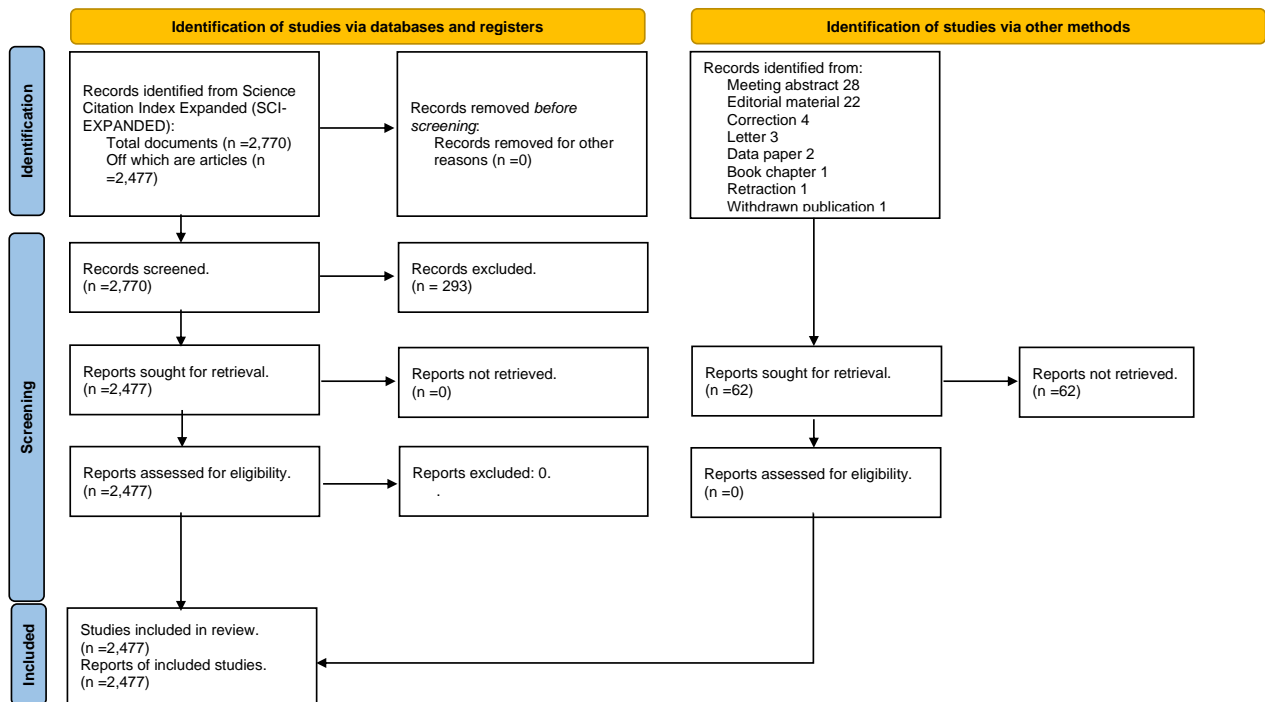 Identification of studies via databases and registers
Identification of studies via other methods
Identification
Records identified from Science
Citation Index Expanded (SCI-
EXPANDED):
Total documents (n =2,770)
Off which are articles (n
=2,477)
Records removed before
screening:
Records removed for other
reasons (n =0)
Records identified from:
Meeting abstract 28
Editorial material 22
Correction 4
Letter 3
Data paper 2
Book chapter 1
Retraction 1
Withdrawn publication 1
Screening
Records screened.
(n =2,770)
Records excluded.
(n = 293)
Reports sought for retrieval.
(n =2,477)
Reports not retrieved.
(n =0)
Reports sought for retrieval.
(n =62)
Reports not retrieved.
(n =62)
Reports assessed for eligibility.
(n =2,477)
Reports excluded: 0.
.
Reports assessed for eligibility.
(n =0)
Included
Studies included in review.
(n =2,477)
Reports of included studies.
(n =2,477)